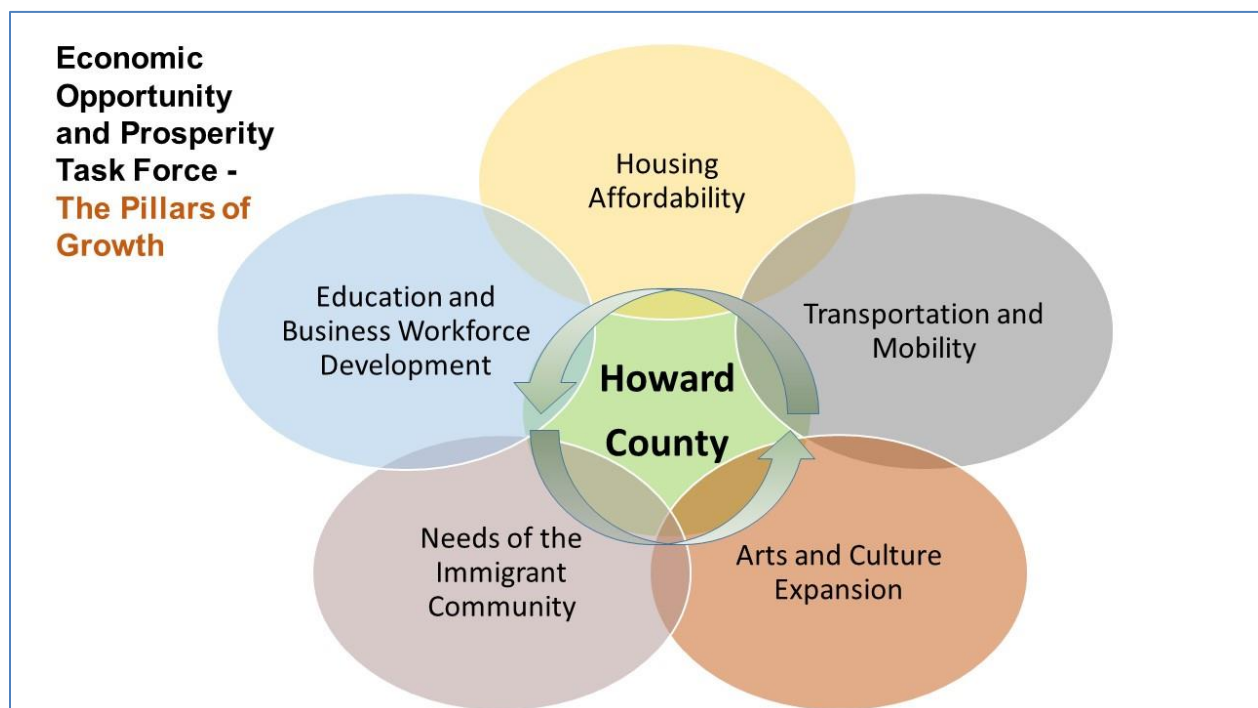 Economic
Opportunity
and Prosperity
Task Force -
The Pillars of
Growth
Housing
Affordability
Education and
Business Workforce
Development
Transportation and
Mobility
Howard
County
Needs of the
Immigrant
Community
Arts and Culture
Expansion